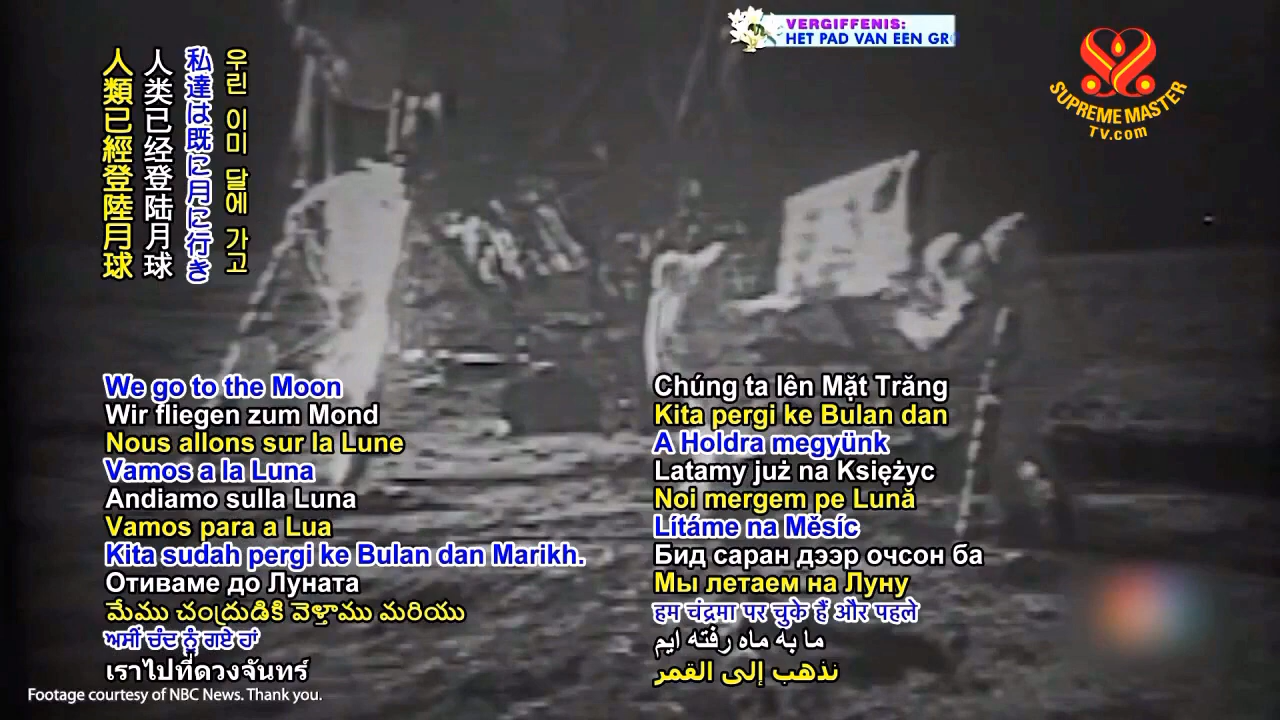 VERGIFFENIS:
HET PAD VAN EEN GR
SUPREME MASTER
TV.com
人類已經登陸月球
人类已经登陆月球
私達は既に月に行き
우린 이미 달에 가고
We go to the Moon
Wir fliegen zum Mond
Nous allons sur la Lune
Vamos a la Luna
Andiamo sulla Luna
Vamos para a Lua
Kita sudah pergi ke Bulan dan Marikh.
Отиваме до Луната
మేము చంద్రుడికి వెళ్తాము మరియు
ਅਸੀਂ ਚੰਦ ਨੂੰ ਗਏ ਹਾਂ
เราไปที่ดวงจันทร์
Chúng ta lên Mặt Trăng
Kita pergi ke Bulan dan
A Holdra megyünk
Latamy już na Księżyc
Noi mergem pe Lună
Lítáme na Měsíc
Бид саран дээр очсон ба
Мы летаем на Луну
हम चंद्रमा पर चुके हैं और पहले
ما به ماه رفته ایم
نذهب إلى القمر
Footage courtesy of NBC News. Thank you.